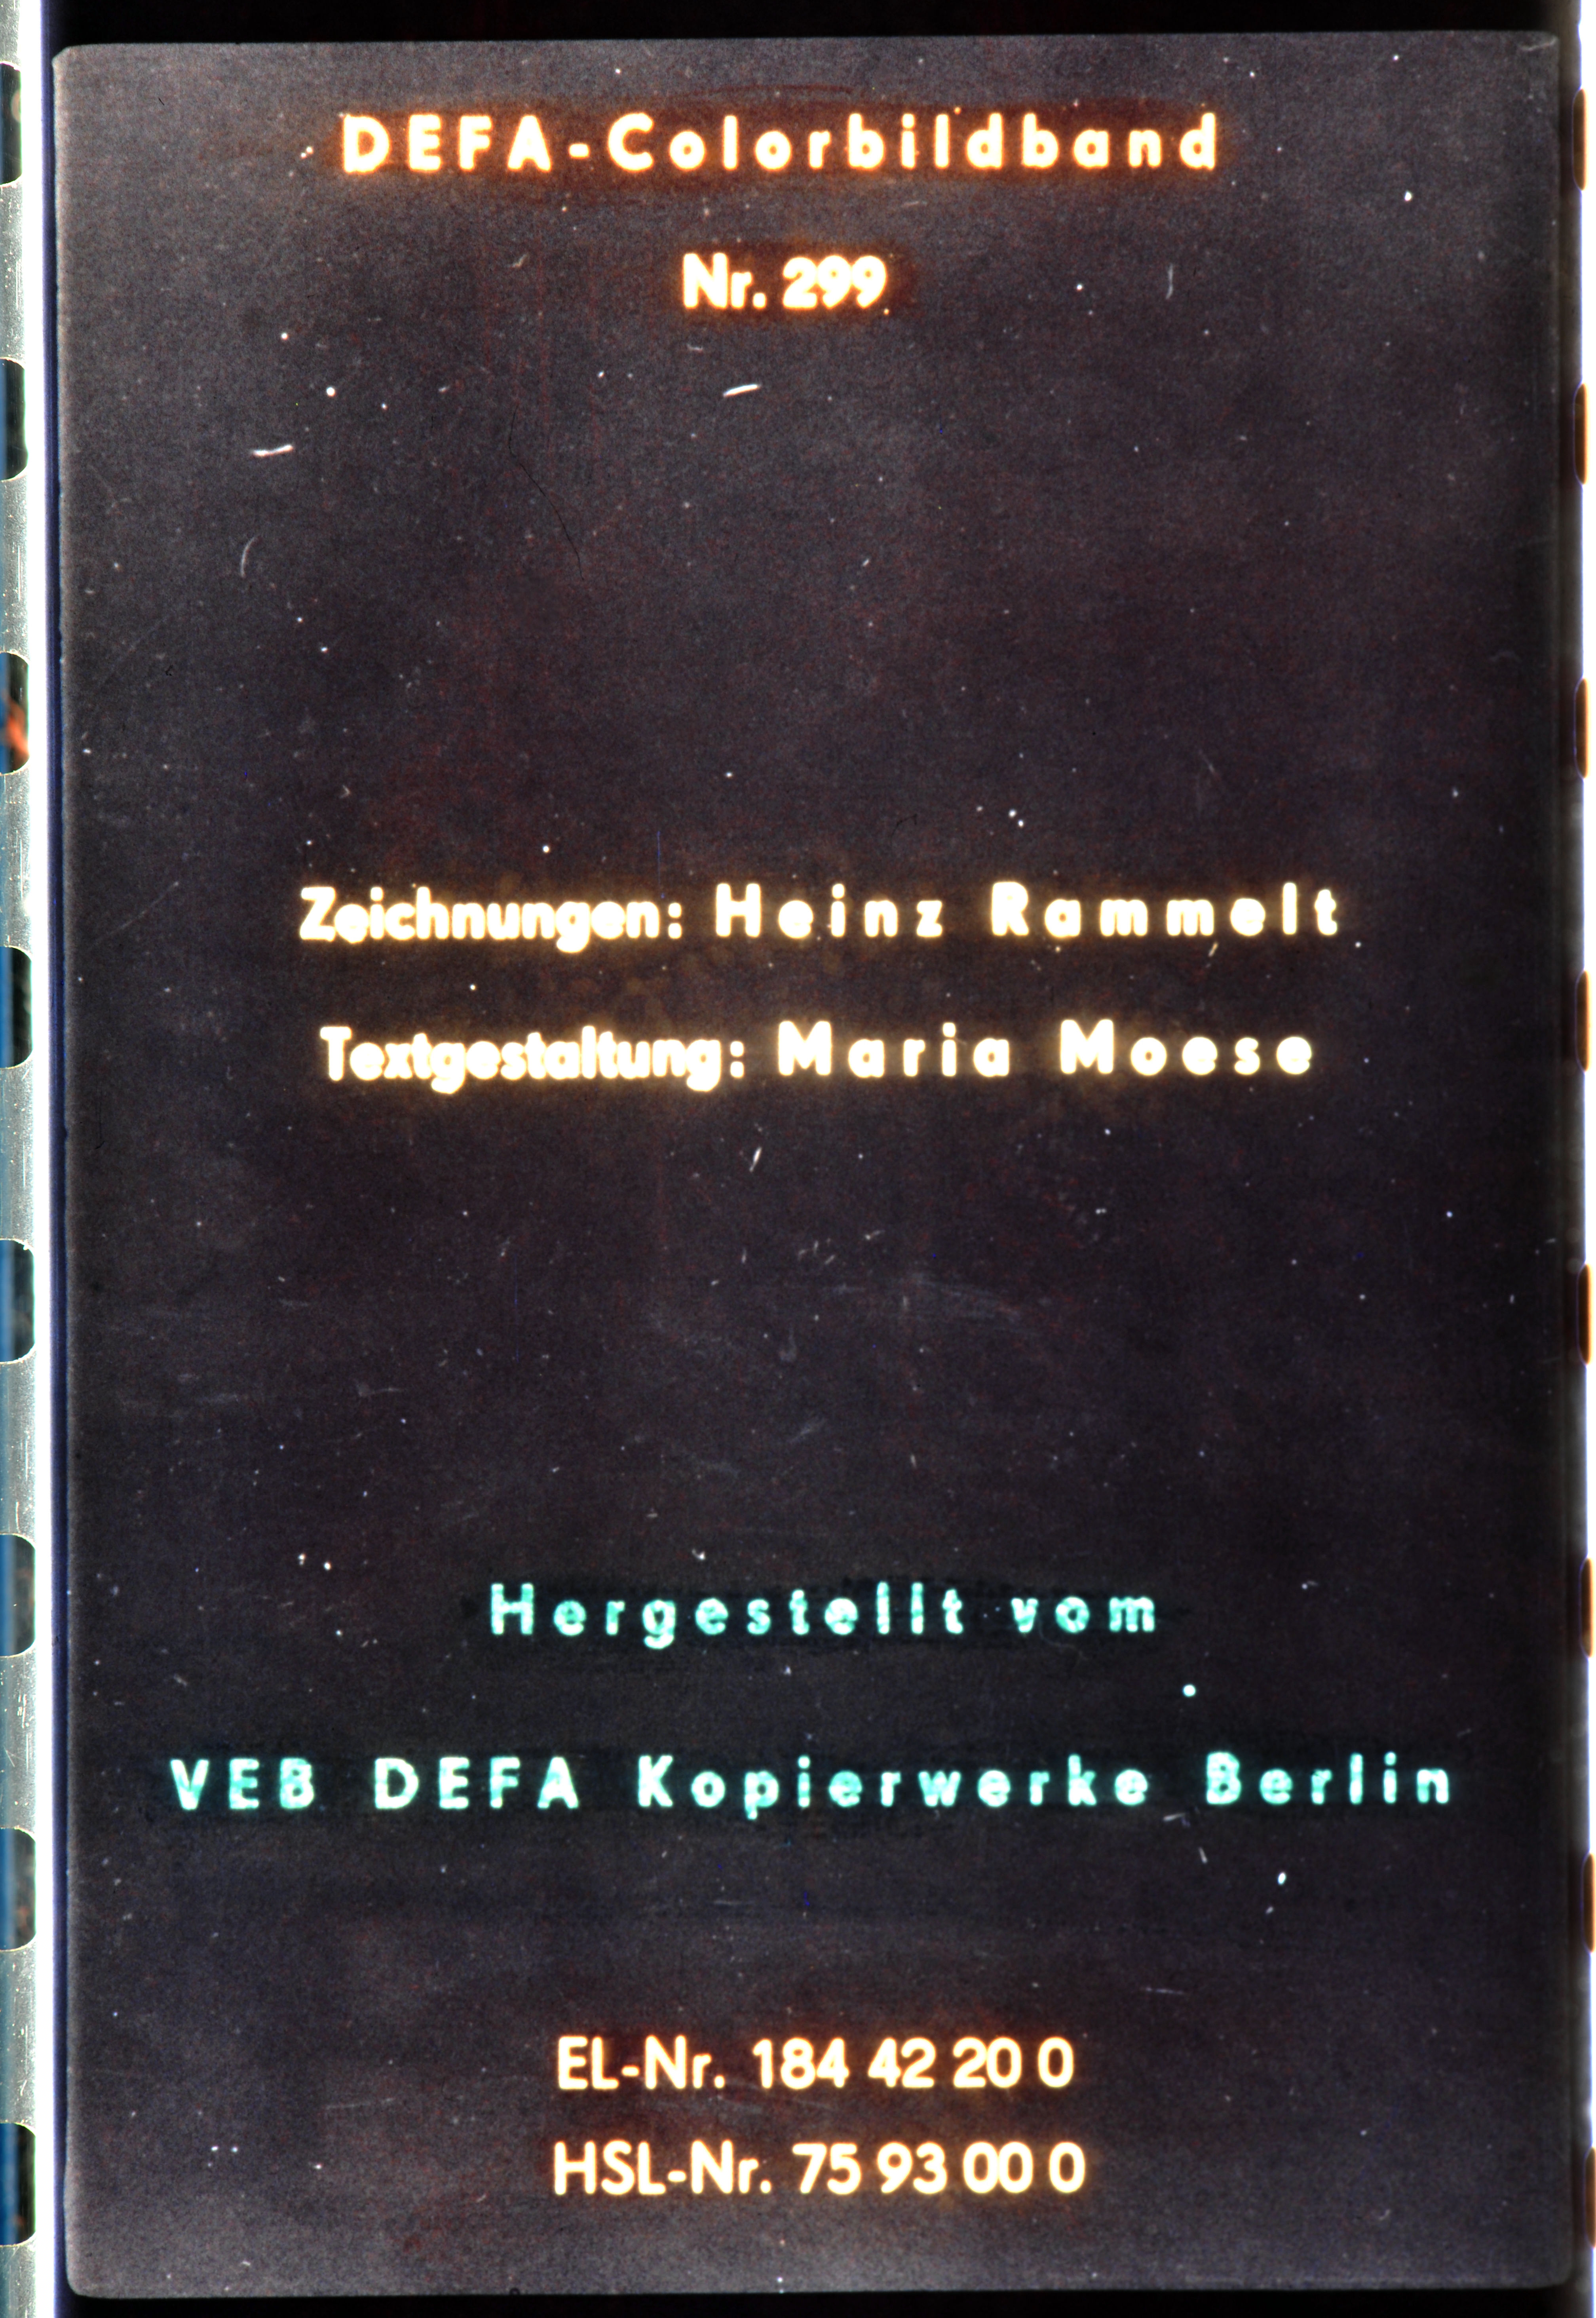 DEFA-Colorbildband
Nr. 299
Zeichnungen: Heinz Rammelt
Textgestaltung: Maria Moese
Hergestellt vom
VEB DEFA Kopierwerke Berlin
EL-Nr. 184 42 20 0
HSL-Nr. 75 93 00 0